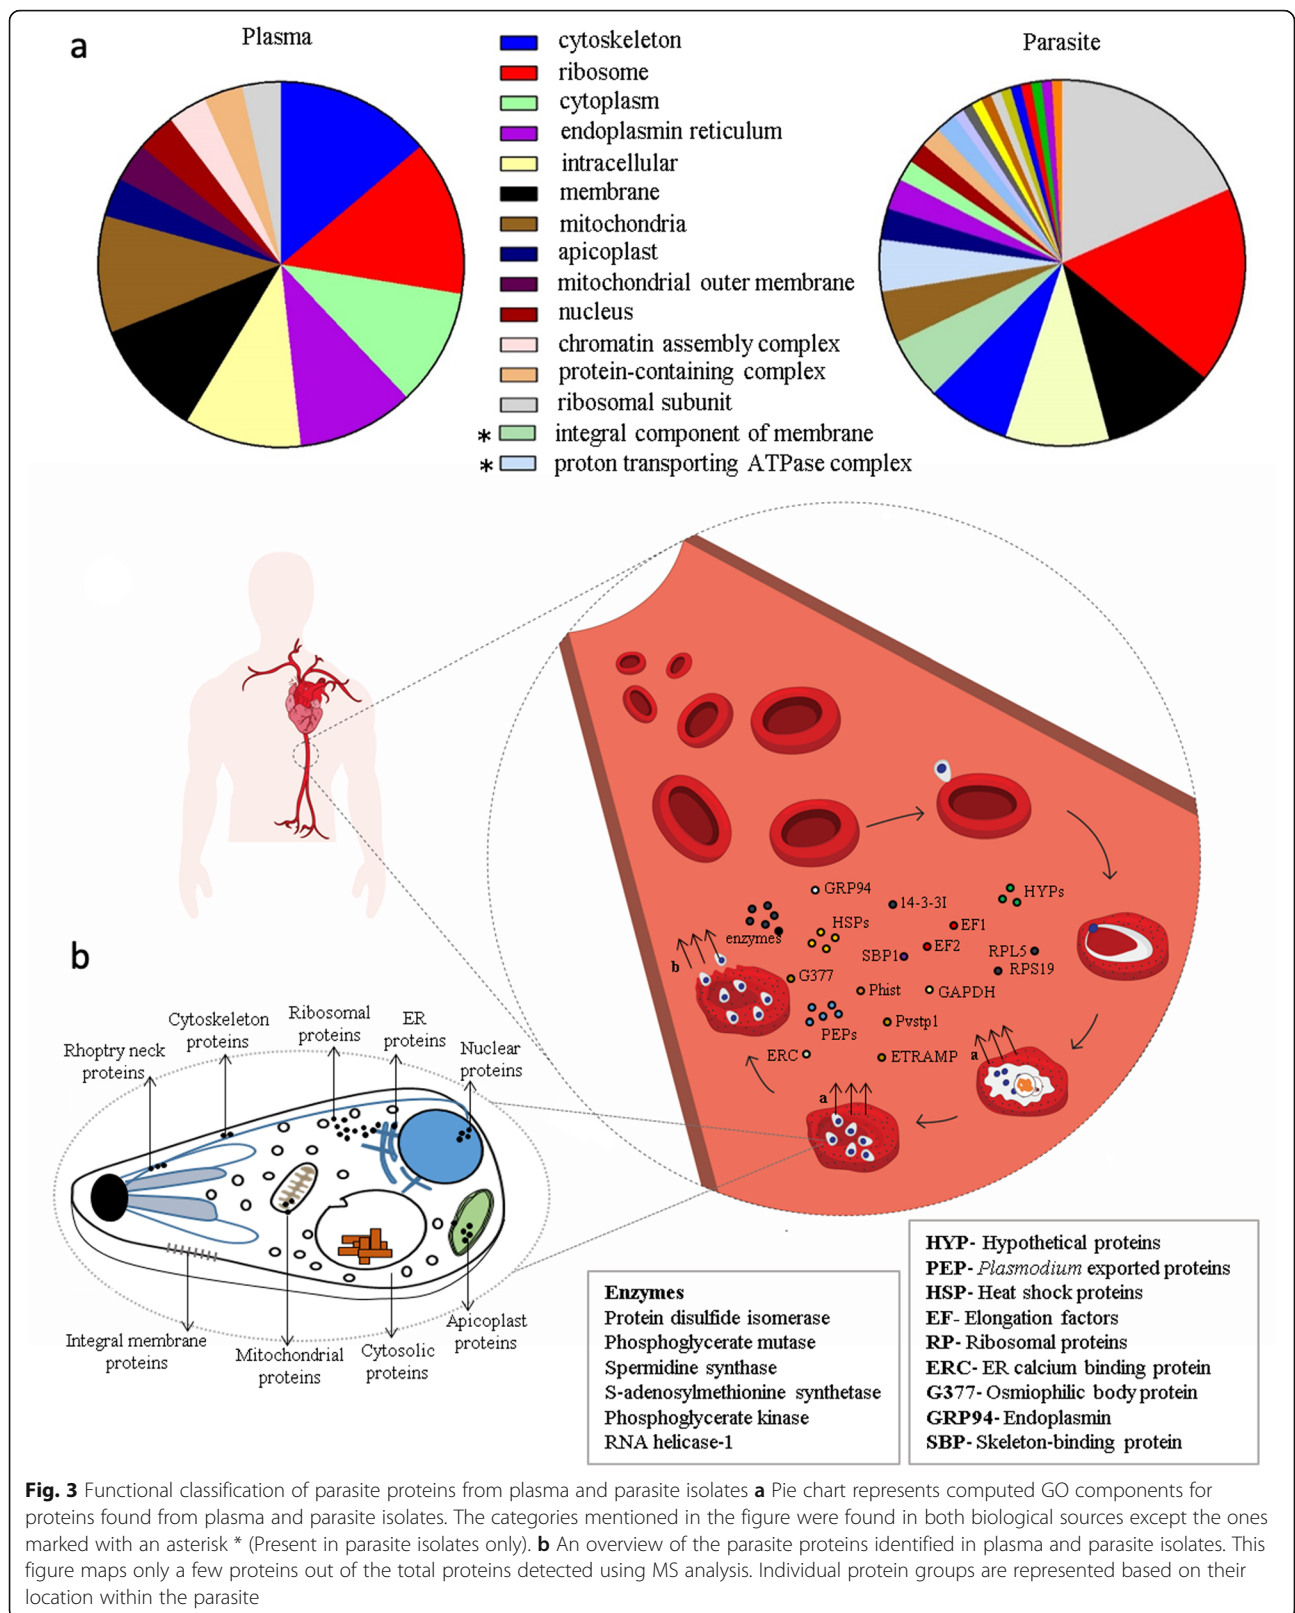 a
Plasma
Parasite
cytoskeleton
ribosome
cytoplasm
endoplasmin reticulum
intracellular
membrane
mitochondria
apicoplast
mitochondrial outer membrane
nucleus
chromatin assembly complex
protein-containing complex
ribosomal subunit
* integral component of membrane
* proton transporting ATPase complex
GRP94
14-3-3I
HYPs
enzymes
HSPs
EF1
SBP1
EF2
RPL5
RPS19
b
G377
Phist
GAPDH
PEPs
Pvstp1
ERC
ETRAMP
a
a
b
Rhoptry neck
proteins
Cytoskeleton
proteins
Ribosomal
proteins
ER
proteins
Nuclear
proteins
Integral membrane
proteins
Mitochondrial
proteins
Cytosolic
proteins
Apicoplast
proteins
Enzymes
Protein disulfide isomerase
Phosphoglycerate mutase
Spermidine synthase
S-adenosylmethionine synthetase
Phosphoglycerate kinase
RNA helicase-1
HYP- Hypothetical proteins
PEP- Plasmodium exported proteins
HSP- Heat shock proteins
EF- Elongation factors
RP- Ribosomal proteins
ERC- ER calcium binding protein
G377- Osmiophilic body protein
GRP94- Endoplasmin
SBP- Skeleton-binding protein
Fig. 3 Functional classification of parasite proteins from plasma and parasite isolates a Pie chart represents computed GO components for
proteins found from plasma and parasite isolates. The categories mentioned in the figure were found in both biological sources except the ones
marked with an asterisk * (Present in parasite isolates only). b An overview of the parasite proteins identified in plasma and parasite isolates. This
figure maps only a few proteins out of the total proteins detected using MS analysis. Individual protein groups are represented based on their
location within the parasite